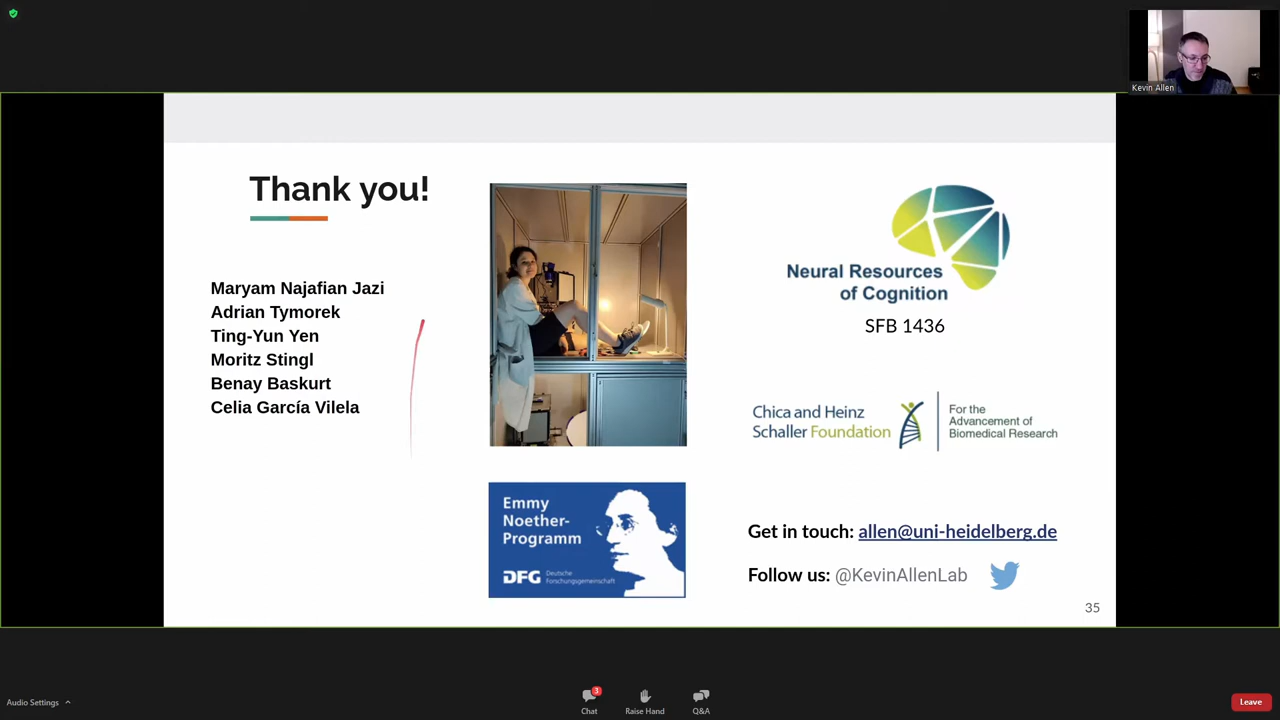 Kevin Allen
Thank you!
Maryam Najafian Jazi
Adrian Tymorek
Ting-Yun Yen
Moritz Stingl
Benay Baskurt
Celia García Vilela
Neural Resources
of Cognition
SFB 1436
Chica and Heinz
Schaller Foundation
For the
Advancement of
Biomedical Research
Emmy
Noether-
Programm
DFG
Deutsche
Forschungsgemeinschaft
Get in touch: allen@uni-heidelberg.de
Follow us: @KevinAllenLab
35
Audio Settings
3
Chat
Raise Hand
Q&A
Leave